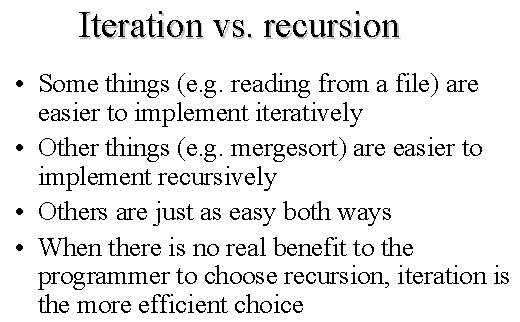 Iteration vs. recursion
• Some things (e.g. reading from a file) are
easier to implement iteratively
• Other things (e.g. mergesort) are easier to
implement recursively
• Others are just as easy both ways
• When there is no real benefit to the
programmer to choose recursion, iteration is
the more efficient choice